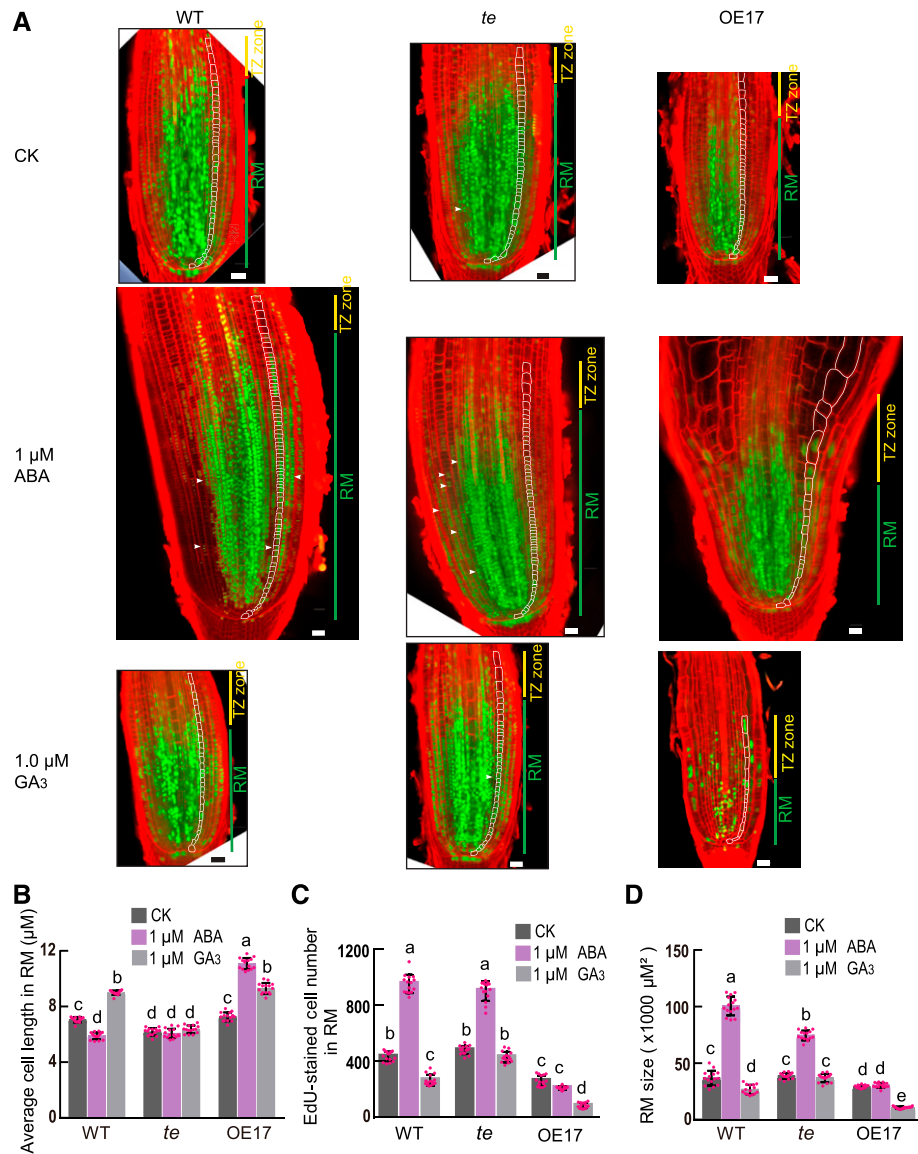 A
WT
te
OE17
CK
TZ zone
RM
TZ zone
RM
TZ zone
RM
1 µM
ABA
TZ zone
RM
TZ zone
RM
TZ zone
RM
1.0 µM
GA3
TZ zone
RM
TZ zone
RM
TZ zone
RM
B
CK
1 µM ABA
1 µM GA3
Average cell length in RM (µM)
12
9
6
3
0
c
d
b
d
d
d
c
a
b
WT
te
OE17
C
CK
1 µM ABA
1 µM GA3
EdU-stained cell number
in RM
1200
800
400
0
b
a
c
b
a
b
c
c
d
WT
te
OE17
D
CK
1 µM ABA
1 µM GA3
RM size ( x1000 µM²)
150
100
50
0
c
a
d
c
b
c
d
d
e
WT
te
OE17